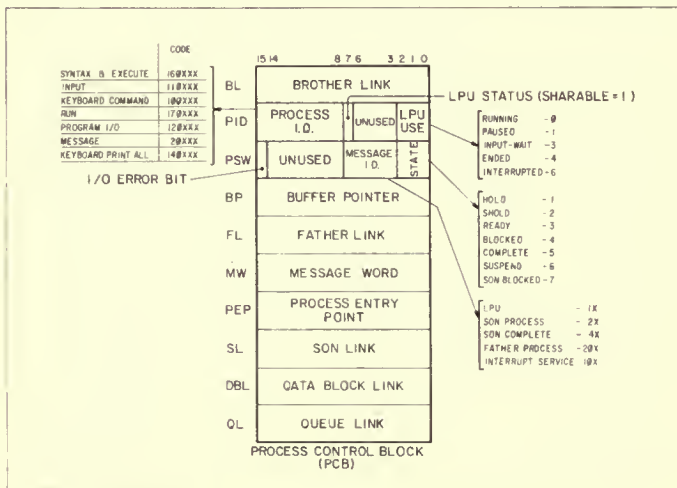 CODE
SYNTAX & EXECUTE 160XXX
INPUT 110XXX
KEYBOARD COMMAND 100XXX
RUN 170XXX
PROGRAM I/O 120XXX
MESSAGE 20XXX
KEYBOARD PRINT ALL 140XXX
I/O ERROR BIT
15 14 8 7 6 3 2 1 0
BL BROTHER LINK
PID PROCESS I.D. UNUSED LPU USE
PSW UNUSED MESSAGE I.D. STATE
BP BUFFER POINTER
FL FATHER LINK
MW MESSAGE WORD
PEP PROCESS ENTRY POINT
SL SON LINK
DBL DATA BLOCK LINK
QL QUEUE LINK
PROCESS CONTROL BLOCK
(PCB)
LPU STATUS (SHARABLE=1)
RUNNING -0
PAUSED -1
INPUT-WAIT -3
ENDED -4
INTERRUPTED-6
HOLD -1
SHOLD -2
READY -3
BLOCKED -4
COMPLETE -5
SUSPEND -6
SON BLOCKED-7
LPU - 1X
SON PROCESS - 2X
SON COMPLETE - 4X
FATHER PROCESS -20X
INTERRUPT SERVICE 10X